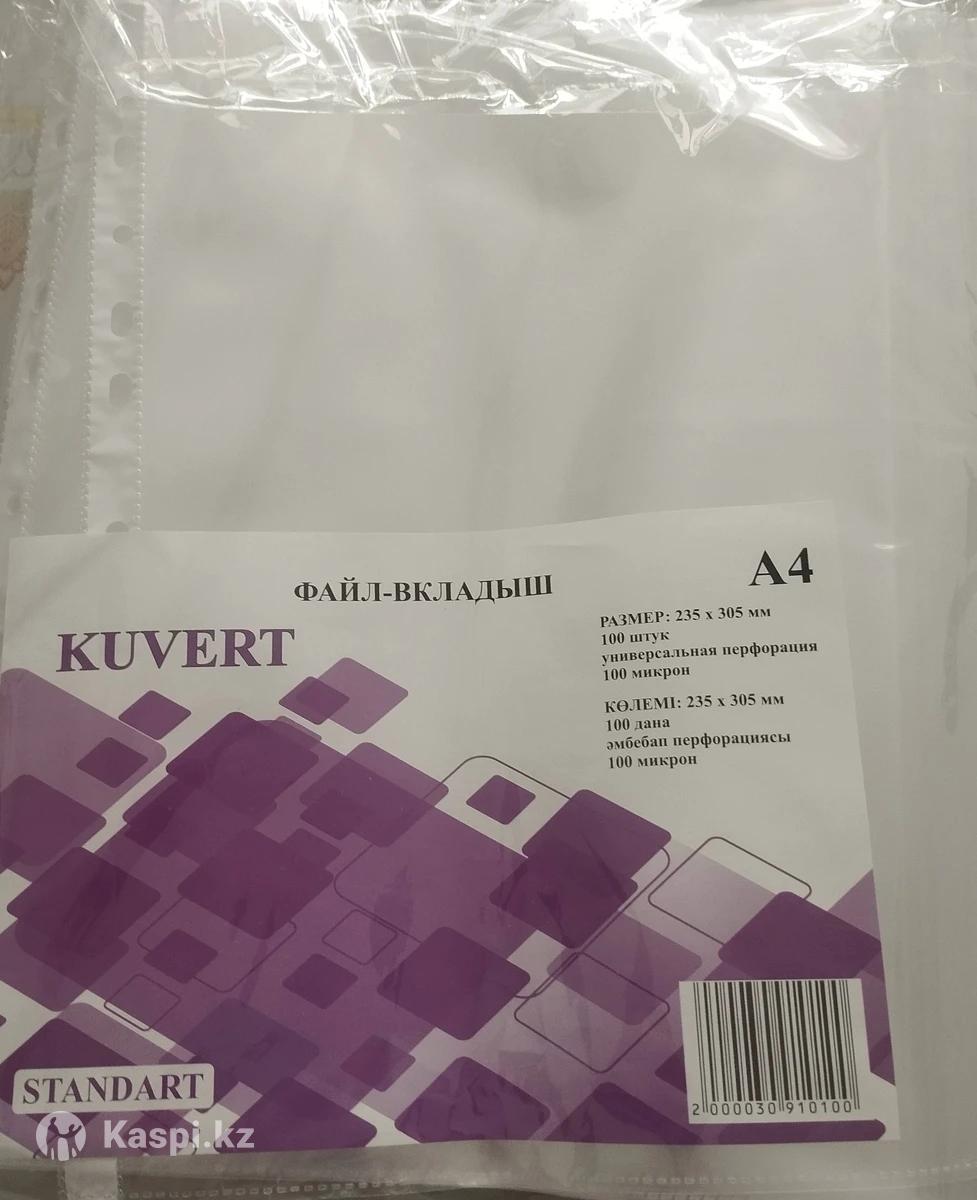 ФАЙЛ-ВКЛАДЫШ
A4
KUVERT
РАЗМЕР: 235 x 305 мм
100 штук
универсальная перфорация
100 микрон
КӨЛЕМІ: 235 x 305 мм
100 дана
әмбебап перфорациясы
100 микрон
STANDART
2 000030 910100
Kaspi.kz